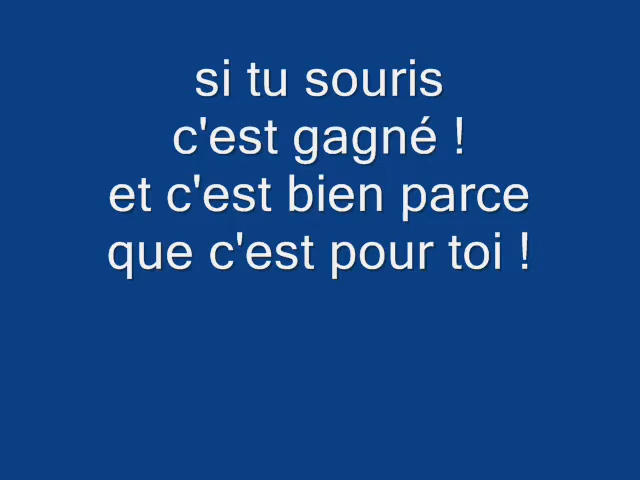 si tu souris
c'est gagné !
et c'est bien parce
que c'est pour toi !